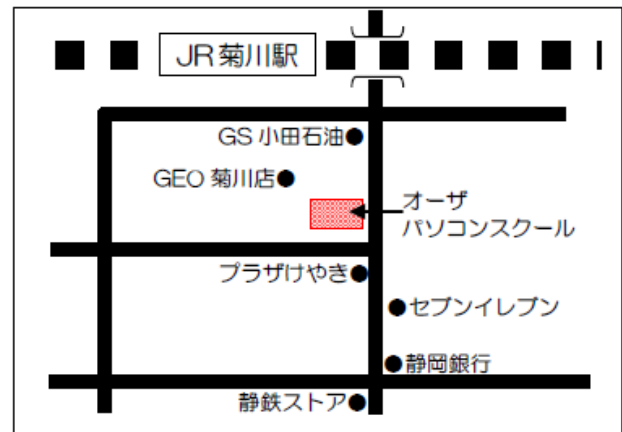 JR菊川駅
GS 小田石油●
GEO 菊川店●
オーザ
パソコンスクール
プラザけやき●
●セブンイレブン
●静岡銀行
静鉄ストア●